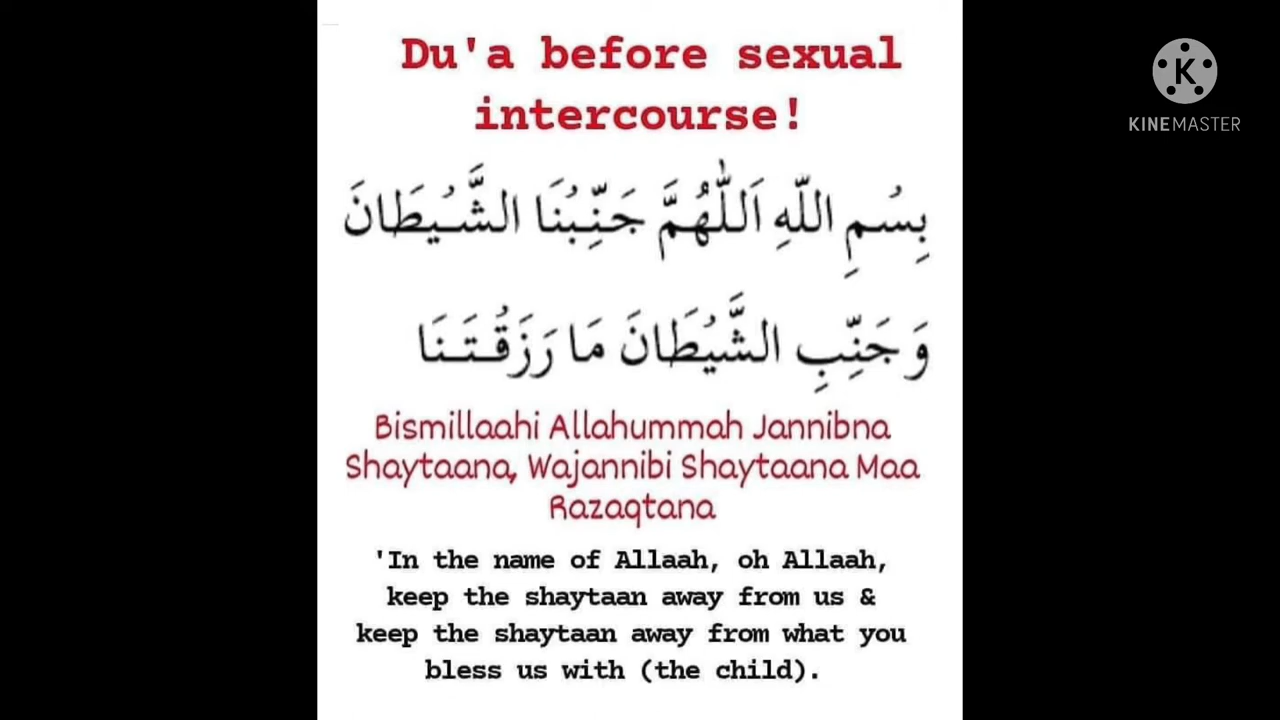 Du'a before sexual
intercourse!
بِسْمِ اللّهِ اَللّٰهُمَّ جَنِّبْنَا الشَّيْطَانَ
وَ جَنِّبِ الشَّيْطَانَ مَا رَزَقْتَنَا
Bismillaahi Allahummah Jannibna
Shaytaana, Wajannibi Shaytaana Maa
Razaqtana
'In the name of Allaah, oh Allaah,
keep the shaytaan away from us &
keep the shaytaan away from what you
bless us with (the child).
K
KINEMASTER